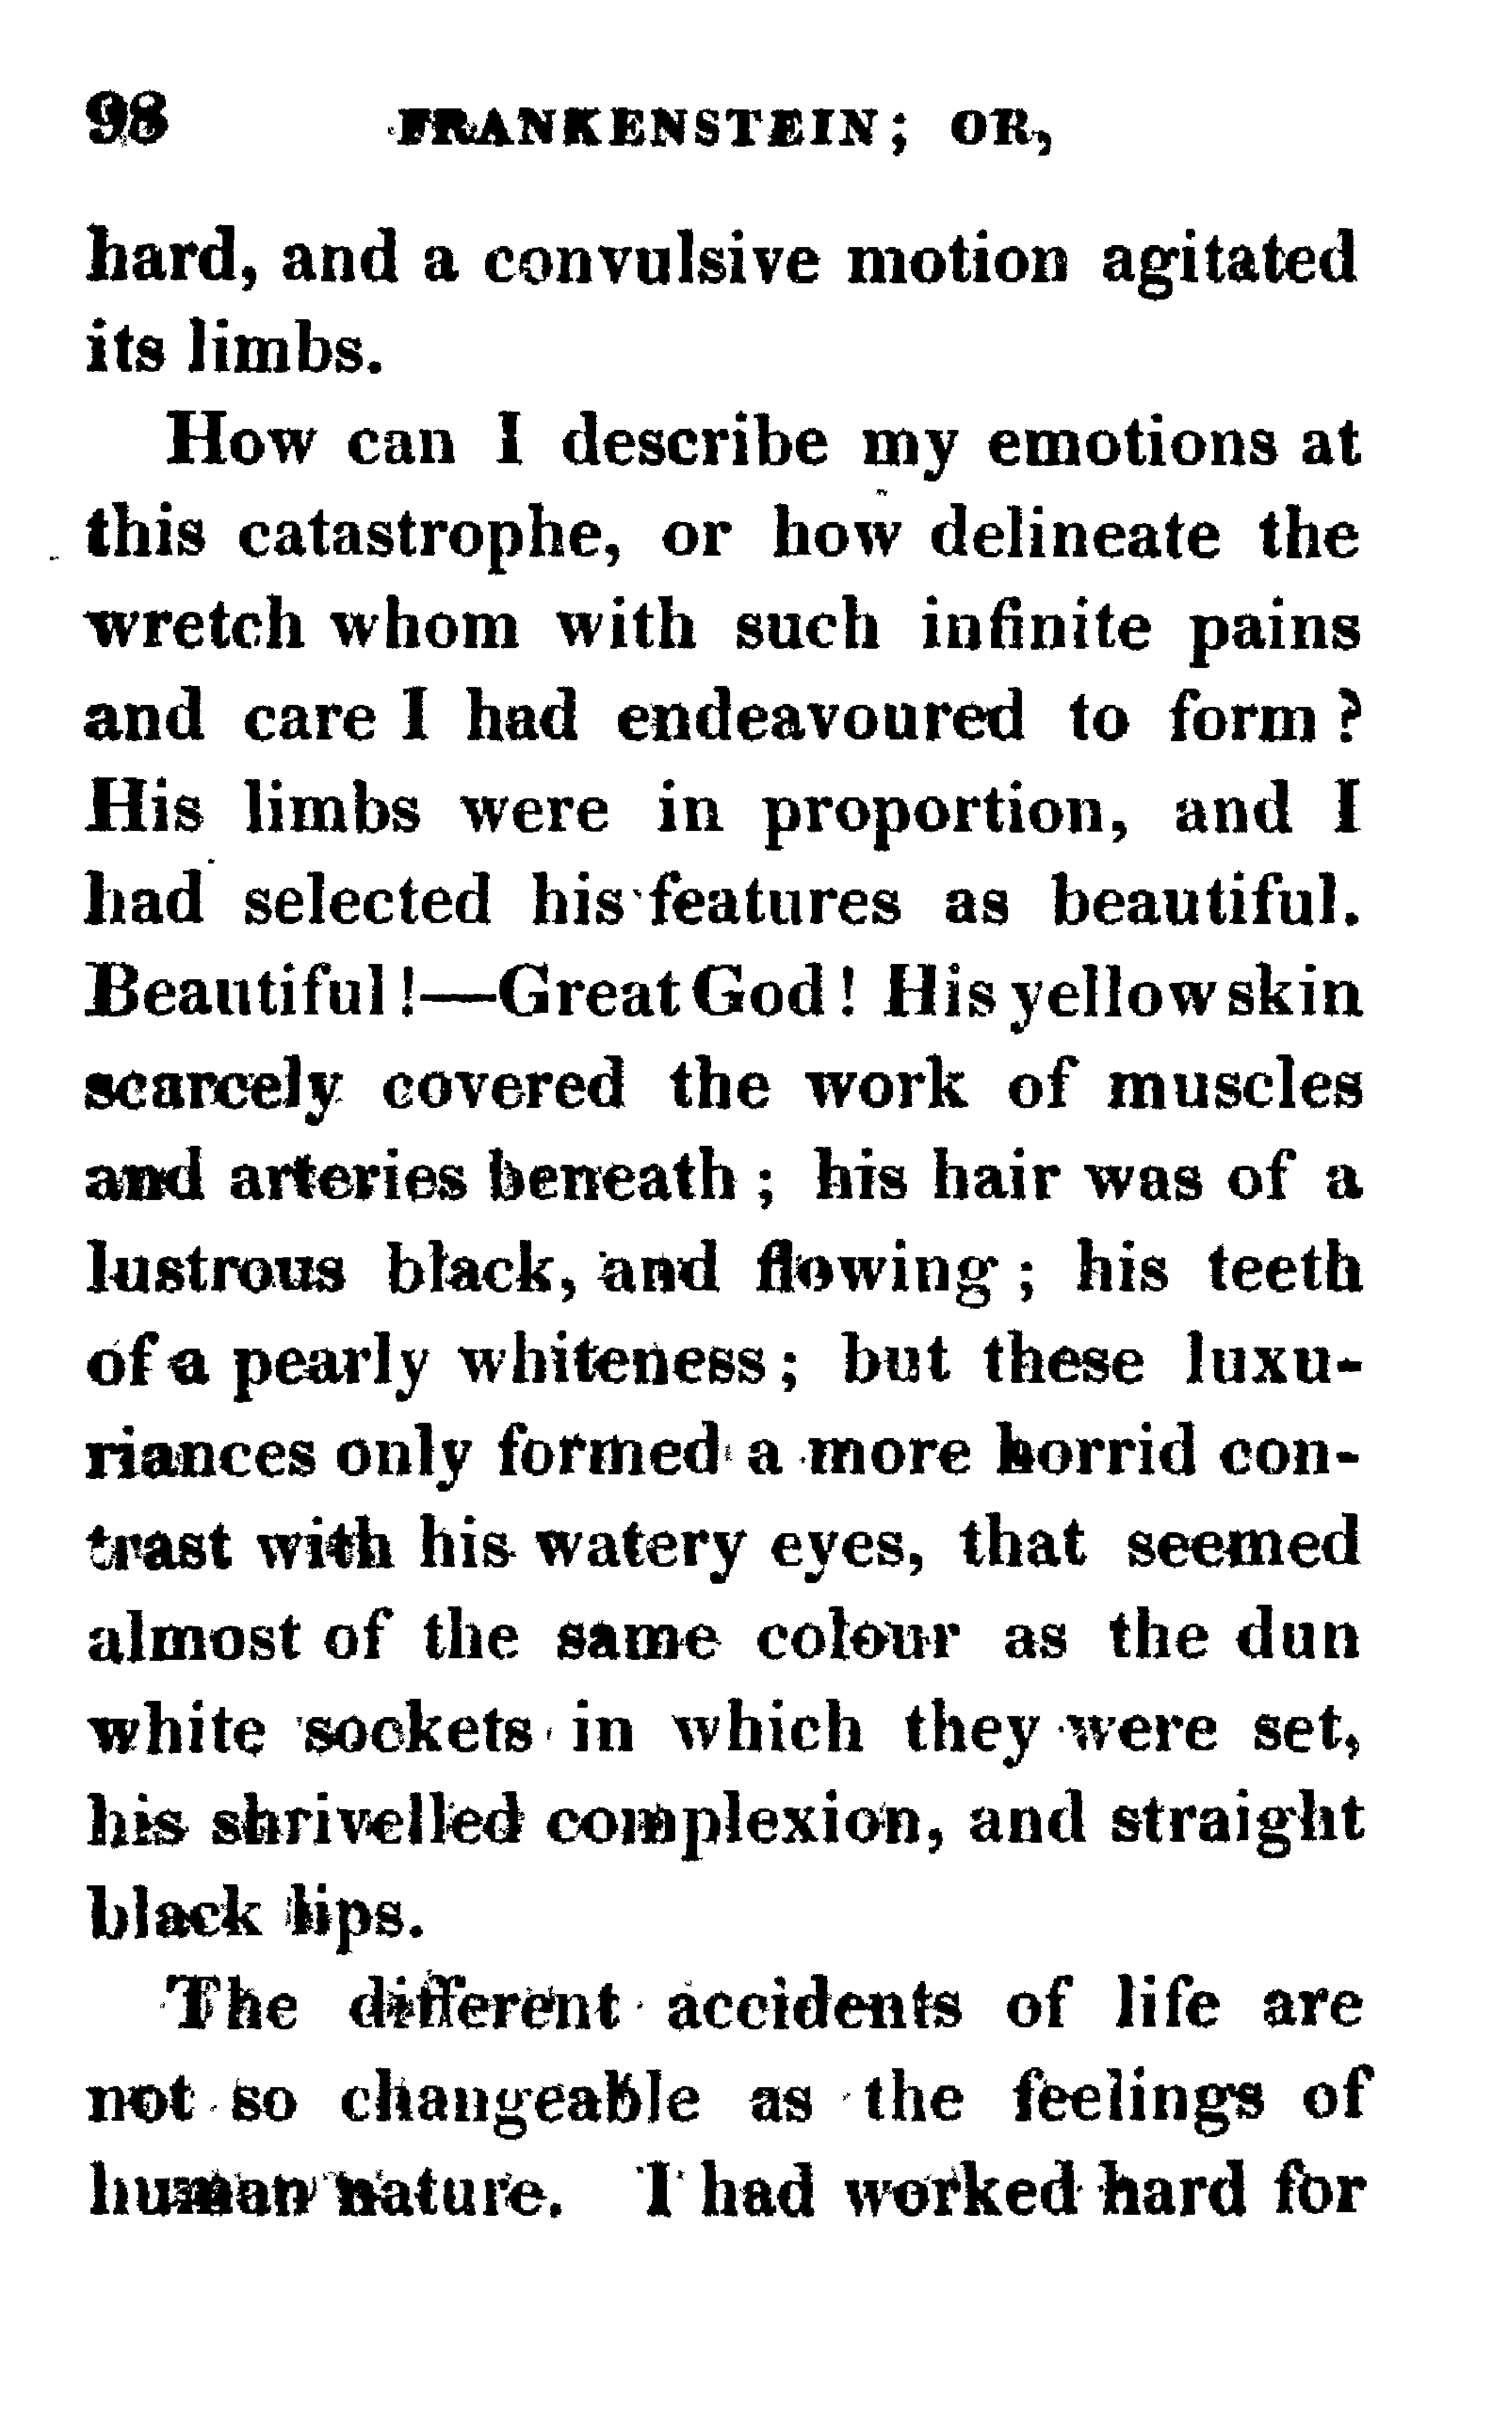 98 FRANKENSTEIN; OR,
hard, and a convulsive motion agitated
its limbs.
How can I describe my emotions at
this catastrophe, or how delineate the
wretch whom with such infinite pains
and care I had endeavoured to form ?
His limbs were in proportion, and I
had selected his features as beautiful.
Beautiful !—Great God ! His yellow skin
scarcely covered the work of muscles
and arteries beneath ; his hair was of a
lustrous black, and flowing ; his teeth
of a pearly whiteness ; but these luxu-
riances only formed a more horrid con-
trast with his watery eyes, that seemed
almost of the same colour as the dun
white sockets in which they were set,
his shrivelled complexion, and straight
black lips.
The different accidents of life are
not so changeable as the feelings of
human nature. I had worked hard for